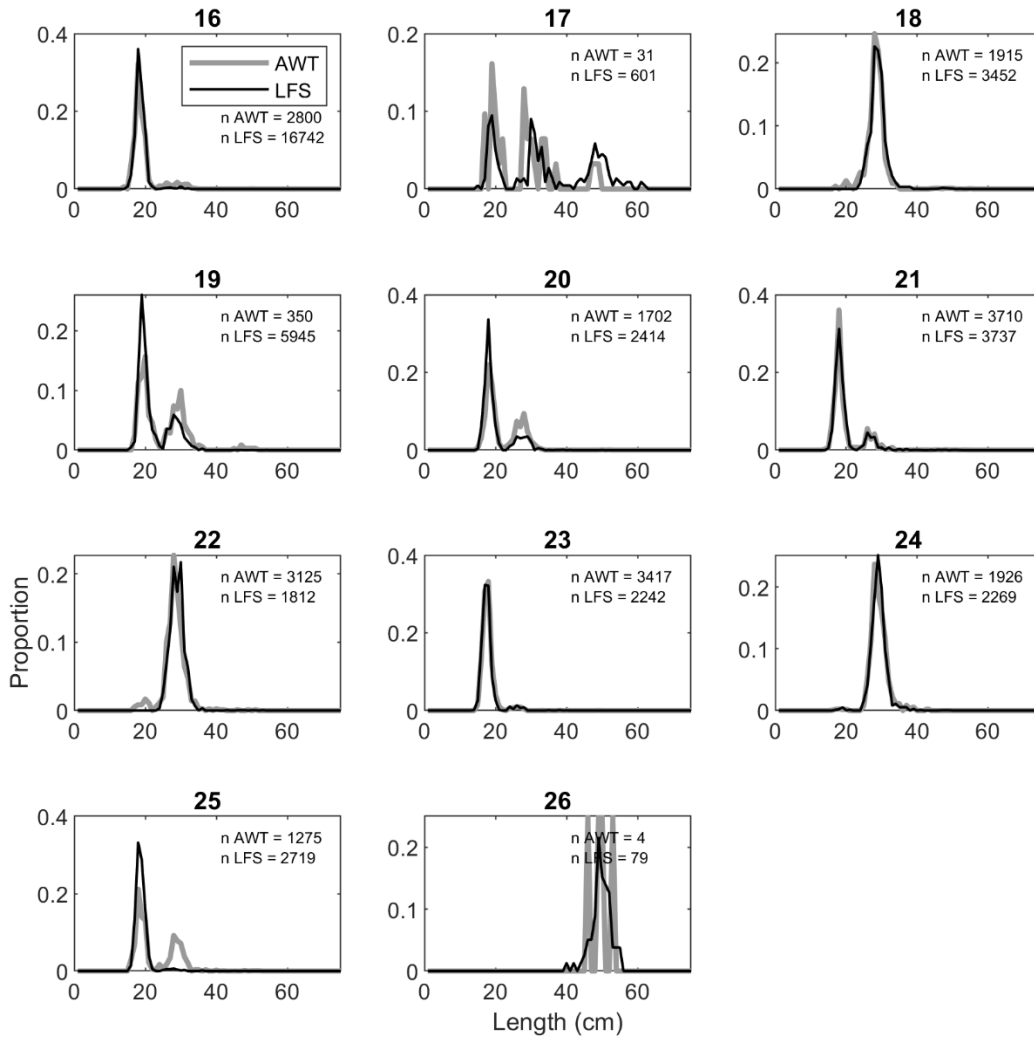 16
0.4
0.2
0
AWT
LFS
n AWT = 2800
n LFS = 16742
0 20 40 60
17
0.2
0.1
0
n AWT = 31
n LFS = 601
0 20 40 60
18
0.2
0.1
0
n AWT = 1915
n LFS = 3452
0 20 40 60
19
0.2
0.1
0
n AWT = 350
n LFS = 5945
0 20 40 60
20
0.4
0.2
0
n AWT = 1702
n LFS = 2414
0 20 40 60
21
0.4
0.2
0
n AWT = 3710
n LFS = 3737
0 20 40 60
Proportion
22
0.2
0.1
0
n AWT = 3125
n LFS = 1812
0 20 40 60
23
0.4
0.2
0
n AWT = 3417
n LFS = 2242
0 20 40 60
24
0.2
0.1
0
n AWT = 1926
n LFS = 2269
0 20 40 60
25
0.4
0.2
0
n AWT = 1275
n LFS = 2719
0 20 40 60
26
0.2
0.1
0
n AWT = 4
n LFS = 79
0 20 40 60
Length (cm)